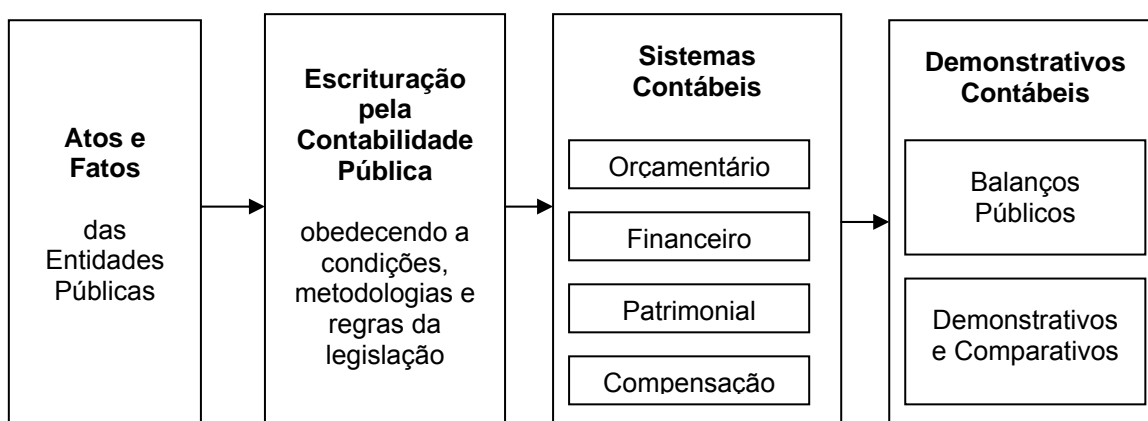 Atos e
Fatos
das
Entidades
Públicas
Escrituração
pela
Contabilidade
Pública
obedecendo a
condições,
metodologias e
regras da
legislação
Sistemas
Contábeis
Orçamentário
Financeiro
Patrimonial
Compensação
Demonstrativos
Contábeis
Balanços
Públicos
Demonstrativos
e Comparativos